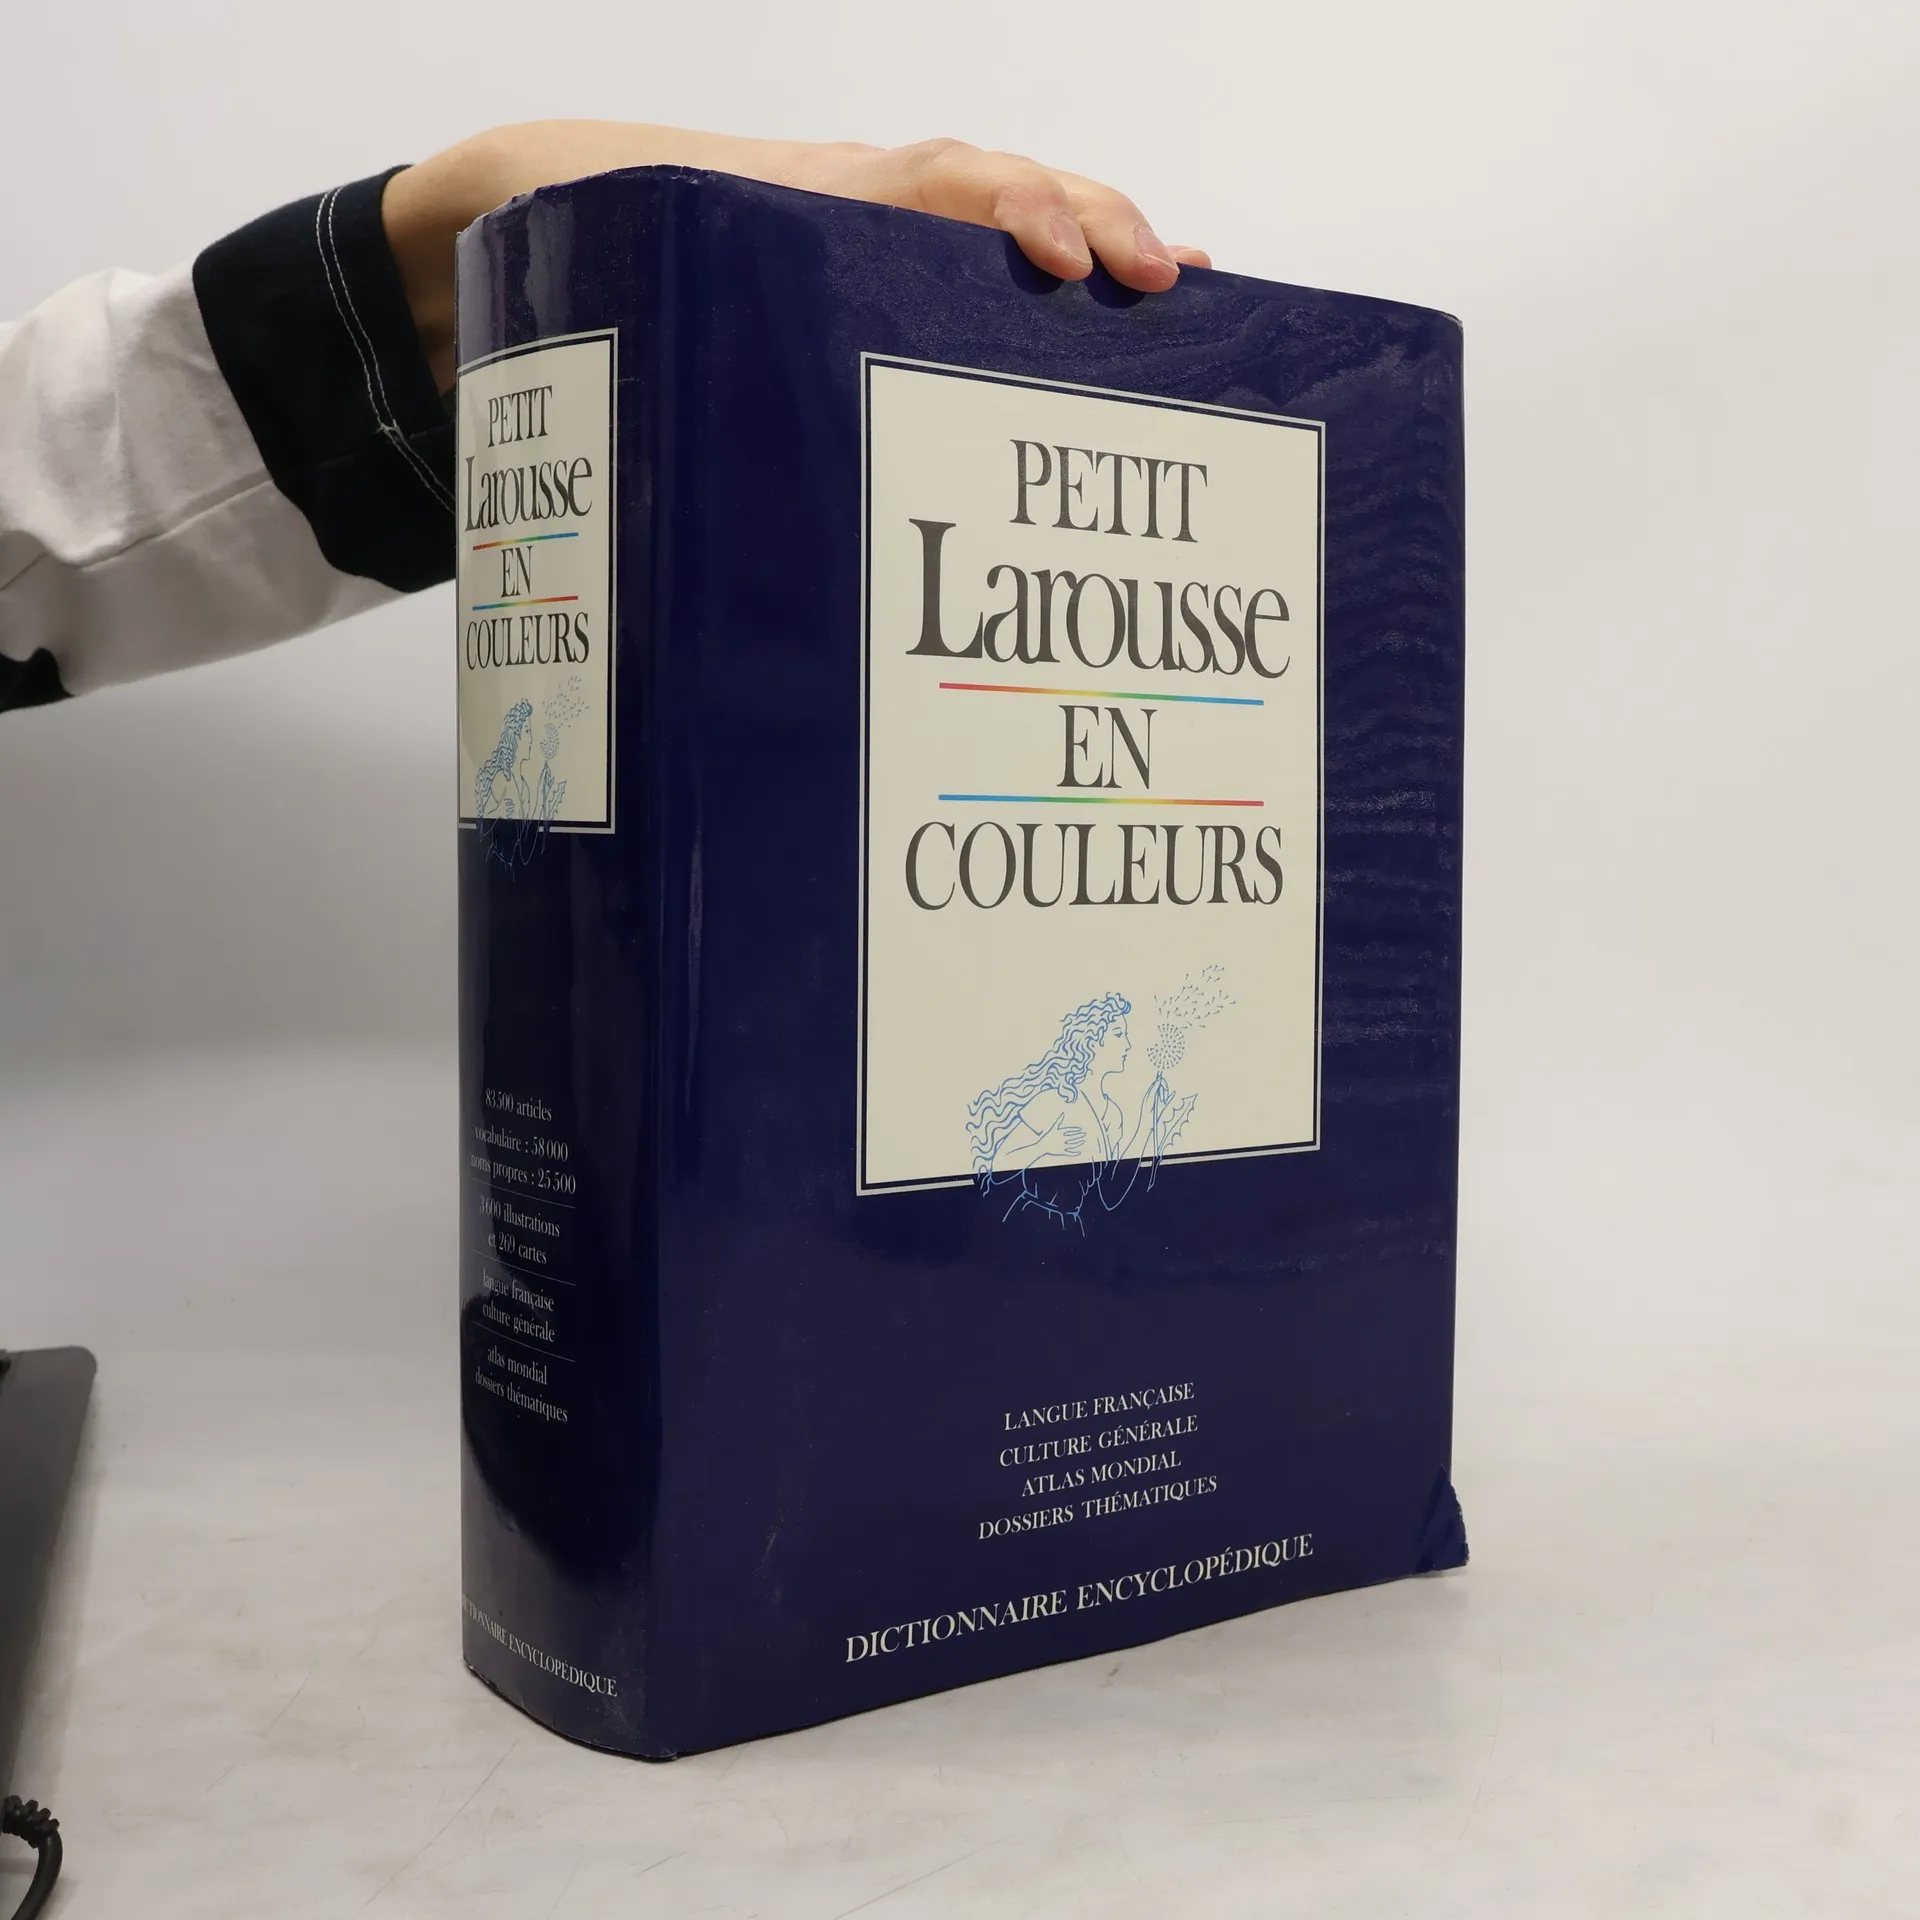 PETIT
Larousse
EN
COULEURS
83 500 articles
vocabulaire : 58 000
noms propres : 25 500
3 600 illustrations
et 269 cartes
langue française
culture générale
atlas mondial
dossiers thématiques
DICTIONNAIRE ENCYCLOPÉDIQUE
PETIT
Larousse
EN
COULEURS
LANGUE FRANÇAISE
CULTURE GÉNÉRALE
ATLAS MONDIAL
DOSSIERS THÉMATIQUES
DICTIONNAIRE ENCYCLOPÉDIQUE